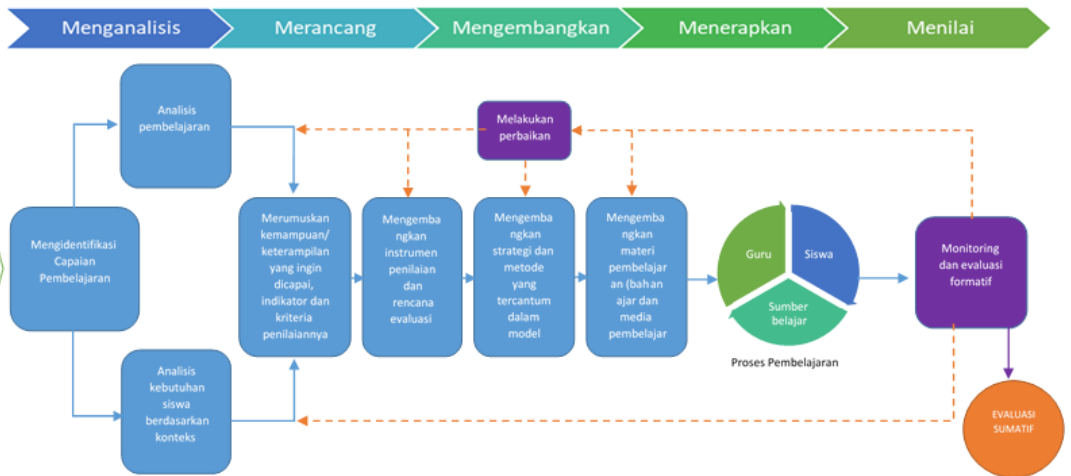 Menganalisis
Merancang
Mengembangkan
Menerapkan
Menilai
Analisis
pembelajaran
Melakukan
perbaikan
Mengidentifikasi
Capaian
Pembelajaran
Merumuskan
kemampuan/
keterampilan
yang ingin
dicapai,
indikator dan
kriteria
penilaiannya
Mengemba
ngkan
instrumen
penilaian
dan
rencana
evaluasi
Mengemba
ngkan
strategi dan
metode
yang
tercantum
dalam
model
Mengemba
ngkan
materi
pembelajar
an (bahan
ajar dan
media
pembelajar
Guru
Siswa
Sumber
belajar
Proses Pembelajaran
Monitoring
dan evaluasi
formatif
Analisis
kebutuhan
siswa
berdasarkan
konteks
EVALUASI
SUMATIF